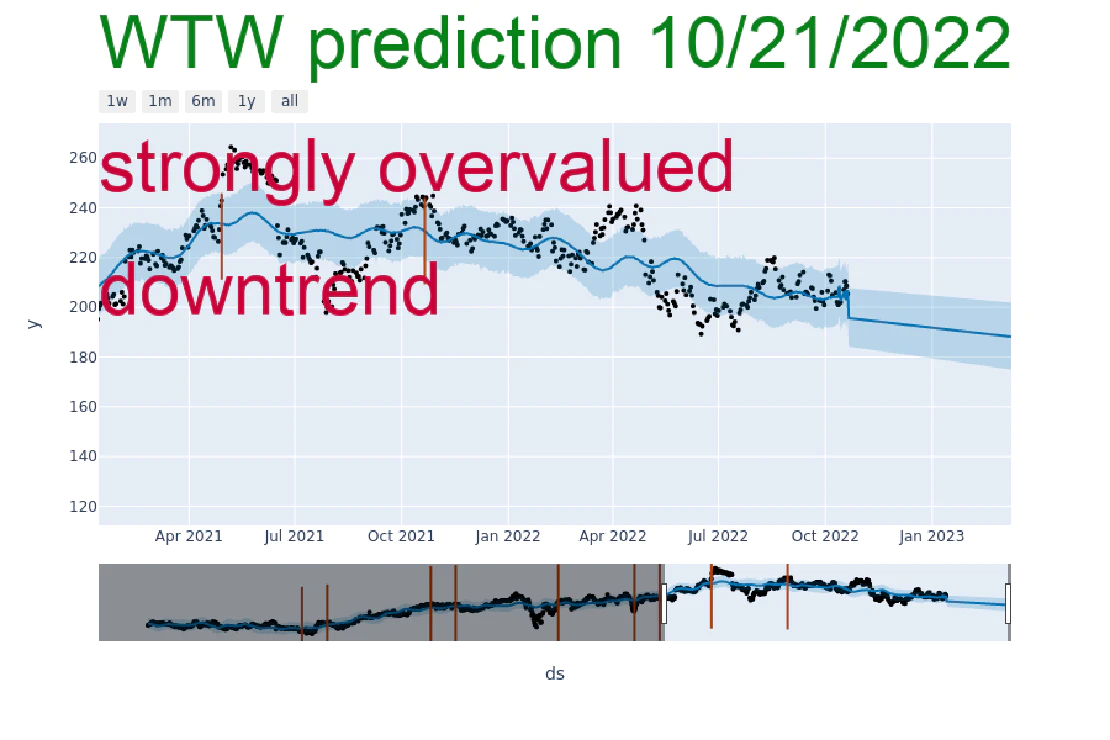 WTW prediction 10/21/2022
1w 1m 6m 1y all
260
strongly overvalued
240
220
downtrend
200
y
180
160
140
120
Apr 2021 Jul 2021 Oct 2021 Jan 2022 Apr 2022 Jul 2022 Oct 2022 Jan 2023
ds